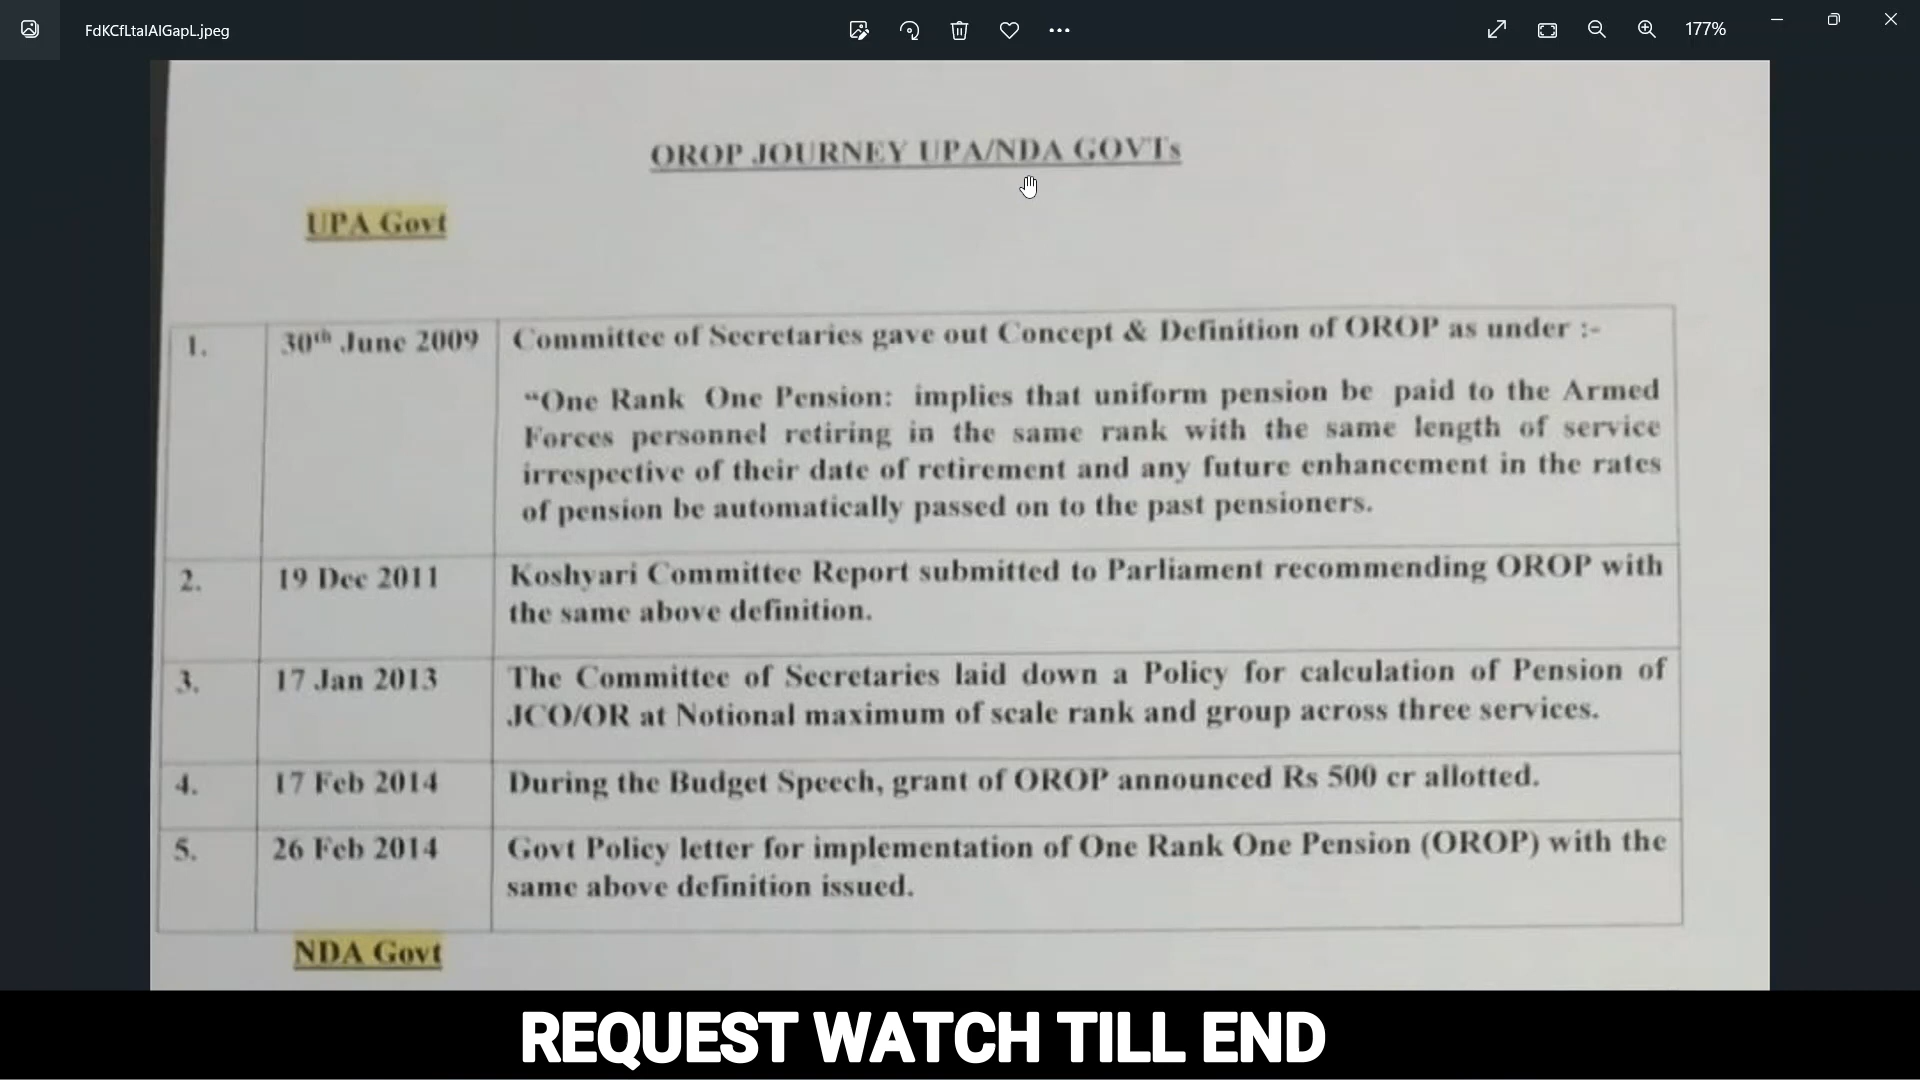 FdKCfLtaIAIGapL.jpeg
177%
OROP JOURNEY UPA/NDA GOVTs
UPA Govt
1. 30th June 2009 Committee of Secretaries gave out Concept & Definition of OROP as under :-
“One Rank One Pension: implies that uniform pension be paid to the Armed
Forces personnel retiring in the same rank with the same length of service
irrespective of their date of retirement and any future enhancement in the rates
of pension be automatically passed on to the past pensioners.
2. 19 Dec 2011 Koshyari Committee Report submitted to Parliament recommending OROP with
the same above definition.
3. 17 Jan 2013 The Committee of Secretaries laid down a Policy for calculation of Pension of
JCO/OR at Notional maximum of scale rank and group across three services.
4. 17 Feb 2014 During the Budget Speech, grant of OROP announced Rs 500 cr allotted.
5. 26 Feb 2014 Govt Policy letter for implementation of One Rank One Pension (OROP) with the
same above definition issued.
NDA Govt
REQUEST WATCH TILL END